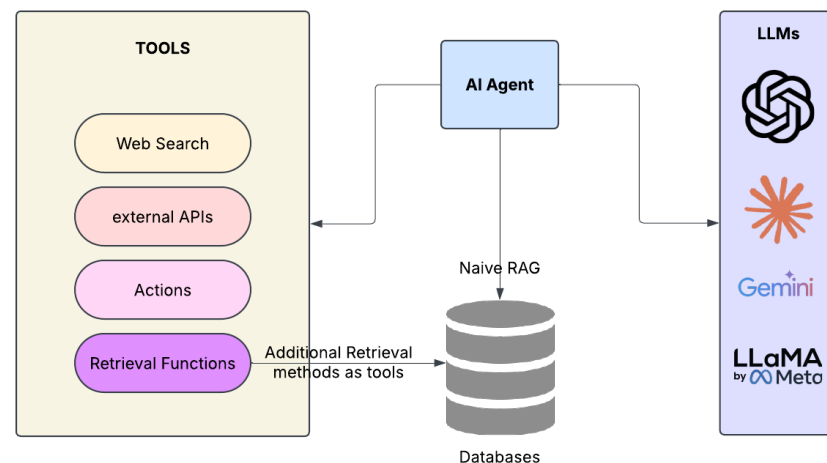 TOOLS
Web Search
external APIs
Actions
Retrieval Functions
Additional Retrieval
methods as tools
AI Agent
Naive RAG
Databases
LLMs
Gemini
LLaMA
by Meta